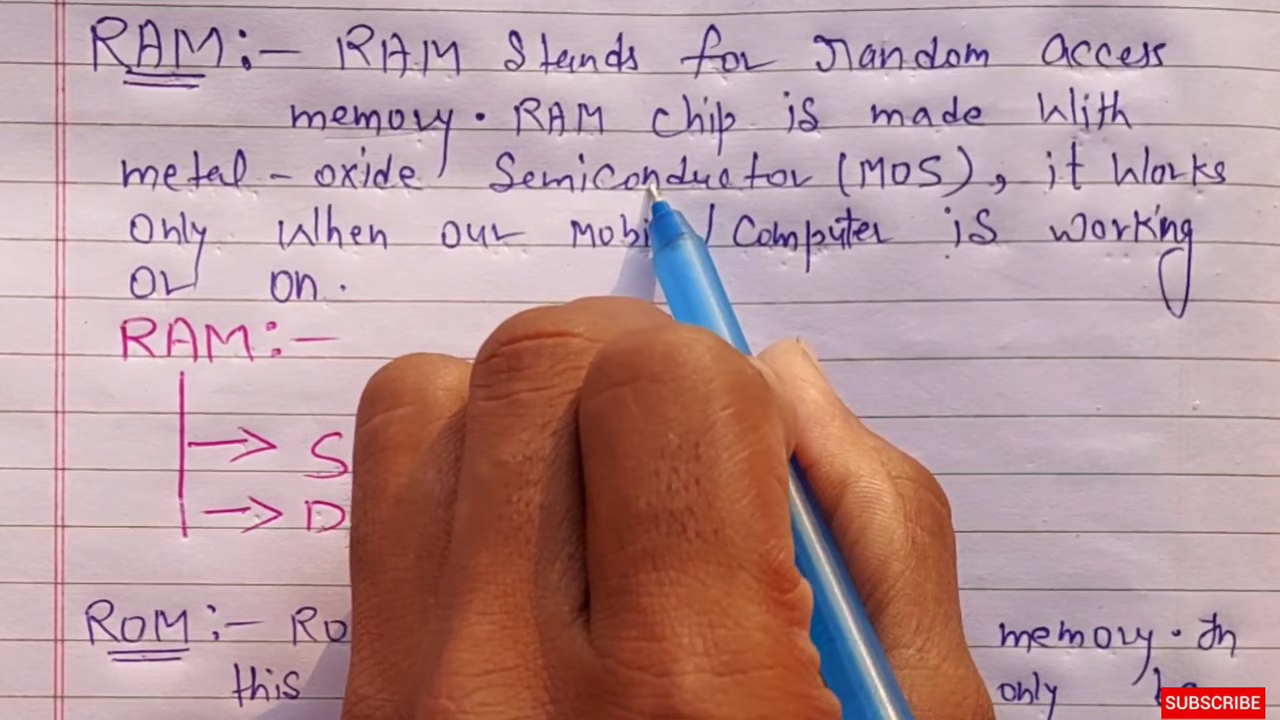 RAM:- RAM Stands for random access
memory. RAM chip is made with
metal-oxide Semiconductor (MOS), it works
only when our Computer is working
or on.
RAM:-
→ S
→ D
ROM:- RO memory. In
this only
SUBSCRIBE